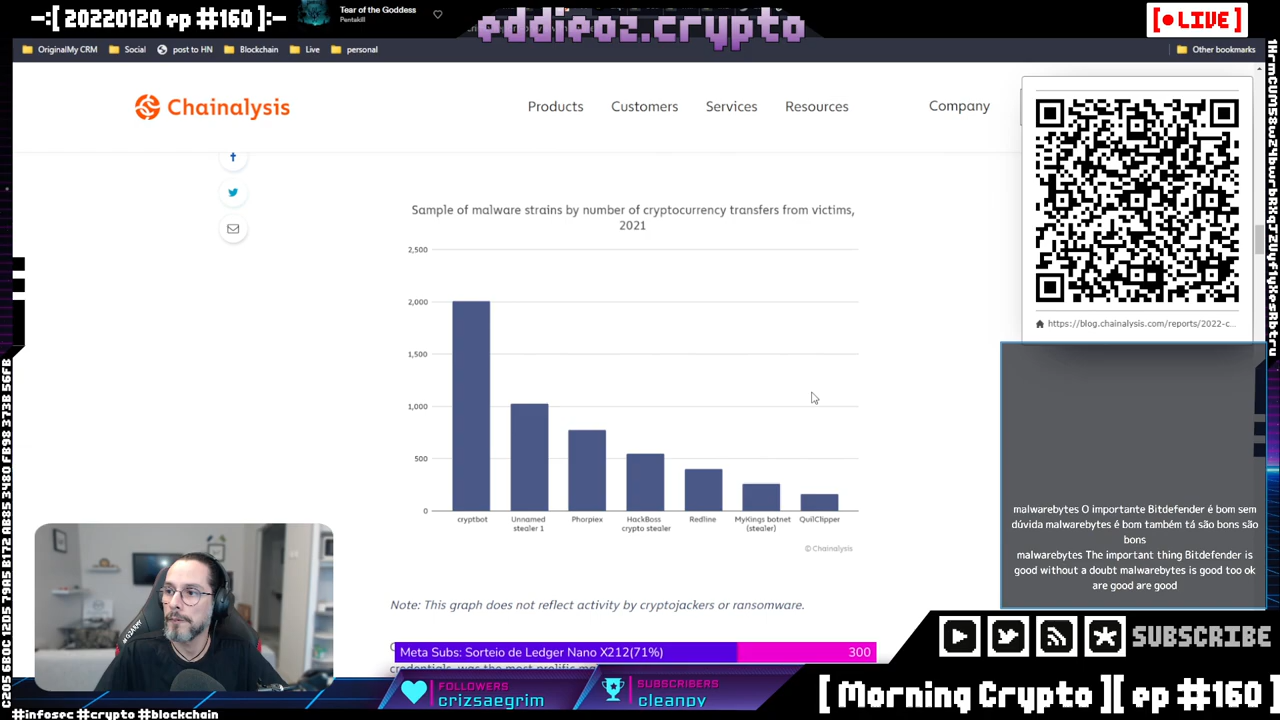 -:[ 20220120 ep #160]:-
Tear of the Goddess
Pentakill
eddieoz.crypto
[● LIVE]
OriginalMy CRM
Social
post to HN
Blockchain
Live
personal
Other bookmarks
Chainalysis
Products
Customers
Services
Resources
Company
Sample of malware strains by number of cryptocurrency transfers from victims,
2021
2,500
2,000
1,500
1,000
500
0
cryptbot
Unnamed
stealer 1
Phorpiex
HackBoss
crypto stealer
Redline
MyKings botnet
(stealer)
QuilClipper
© Chainalysis
Note: This graph does not reflect activity by cryptojackers or ransomware.
https://blog.chainalysis.com/reports/2022-c...
malwarebytes O importante Bitdefender é bom sem
dúvida malwarebytes é bom também tá são bons são
bons
malwarebytes The important thing Bitdefender is
good without a doubt malwarebytes is good too ok
are good are good
Meta Subs: Sorteio de Ledger Nano X212(71%)
300
FOLLOWERS
crizsaegrim
SUBSCRIBERS
cleanpy
SUBSCRIBE
[ Morning Crypto ][ ep #160 ]
#infosec #crypto #blockchain